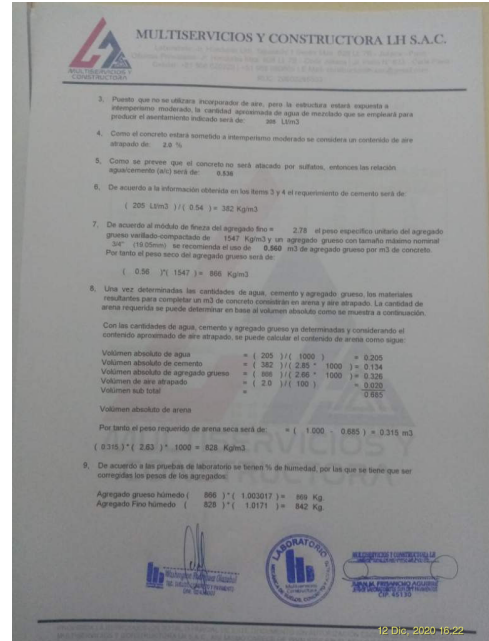 MULTISERVICIOS Y CONSTRUCTORA LH S.A.C.
MULTISERVICIOS Y
CONSTRUCTORA
3. Puesto que no se utilizara incorporador de aire, pero la estructura estará expuesta a
intemperismo moderado, la cantidad aproximada de agua de mezclado que se empleará para
producir el asentamiento indicado será de: Lt/m3
4. Como el concreto estará sometido a intemperismo moderado se considera un contenido de aire
atrapado de: 2.0 %
5. Como se prevee que el concreto no será atacado por sulfatos, entonces las relación
agua/cemento (a/c) será de: 0.536
6. De acuerdo a la información obtenida en los items 3 y 4 el requerimiento de cemento será de:
( 205 Lt/m3 ) / ( 0.54 ) = 382 Kg/m3
7. De acuerdo al módulo de fineza del agregado fino = 2.78 el peso especifico unitario del agregado
grueso varillado-compactado de 1547 Kg/m3 y un agregado grueso con tamaño máximo nominal
3/4" (19.05mm) se recomienda el uso de 0.560 m3 de agregado grueso por m3 de concreto.
Por tanto el peso seco del agregado grueso será de:
( 0.56 )*( 1547 ) = 866 Kg/m3
8. Una vez determinadas las cantidades de agua, cemento y agregado grueso, los materiales
resultantes para completar un m3 de concreto consistirán en arena y aire atrapado. La cantidad de
arena requerida se puede determinar en base al volumen absoluto como se muestra a continuación.
Con las cantidades de agua, cemento y agregado grueso ya determinadas y considerando el
contenido aproximado de aire atrapado, se puede calcular el contenido de arena como sigue:
Volúmen absoluto de agua = ( 205 )/( 1000 ) = 0.205
Volúmen absoluto de cemento = ( 382 )/( 2.85 * 1000 ) = 0.134
Volúmen absoluto de agregado grueso = ( 866 )/( 2.66 * 1000 ) = 0.326
Volúmen de aire atrapado = ( 2.0 )/( 100 ) = 0.020
Volúmen sub total = 0.685
Volúmen absoluto de arena
Por tanto el peso requerido de arena seca será de: = ( 1.000 - 0.685 ) = 0.315 m3
( 0.315 )*( 2.63 )* 1000 = 828 Kg/m3
9. De acuerdo a las pruebas de laboratorio se tienen % de humedad, por las que se tiene que ser
corregidas los pesos de los agregados:
Agregado grueso húmedo ( 866 )*( 1.003017 ) = 869 Kg.
Agregado Fino húmedo ( 828 )*( 1.0171 ) = 842 Kg.
LABORATORIO
12 Dic, 2020 16:22